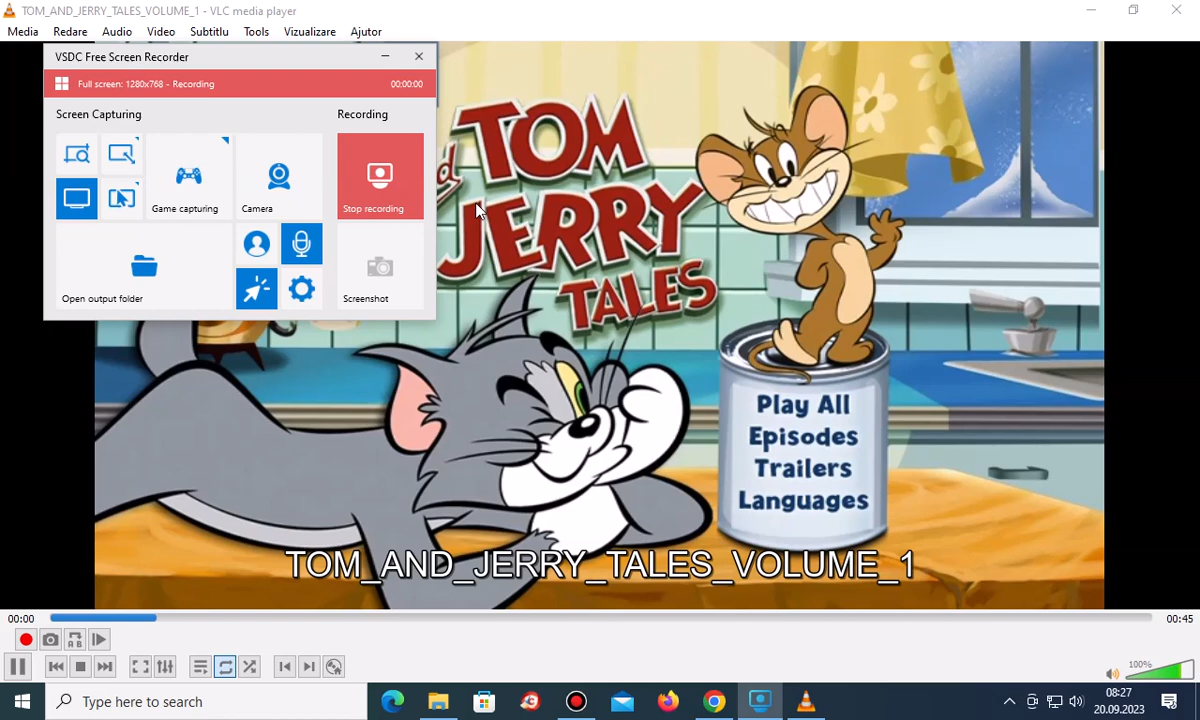 TOM_AND_JERRY_TALES_VOLUME_1 - VLC media player
Media Redare Audio Video Subtitlu Tools Vizualizare Ajutor
VSDC Free Screen Recorder
Full screen: 1280x768 - Recording 00:00:00
Screen Capturing Recording
Game capturing Camera Stop recording
Open output folder Screenshot
TOM
JERRY
TALES
Play All
Episodes
Trailers
Languages
TOM_AND_JERRY_TALES_VOLUME_1
00:00 00:45
100%
Type here to search
08:27
20.09.2023